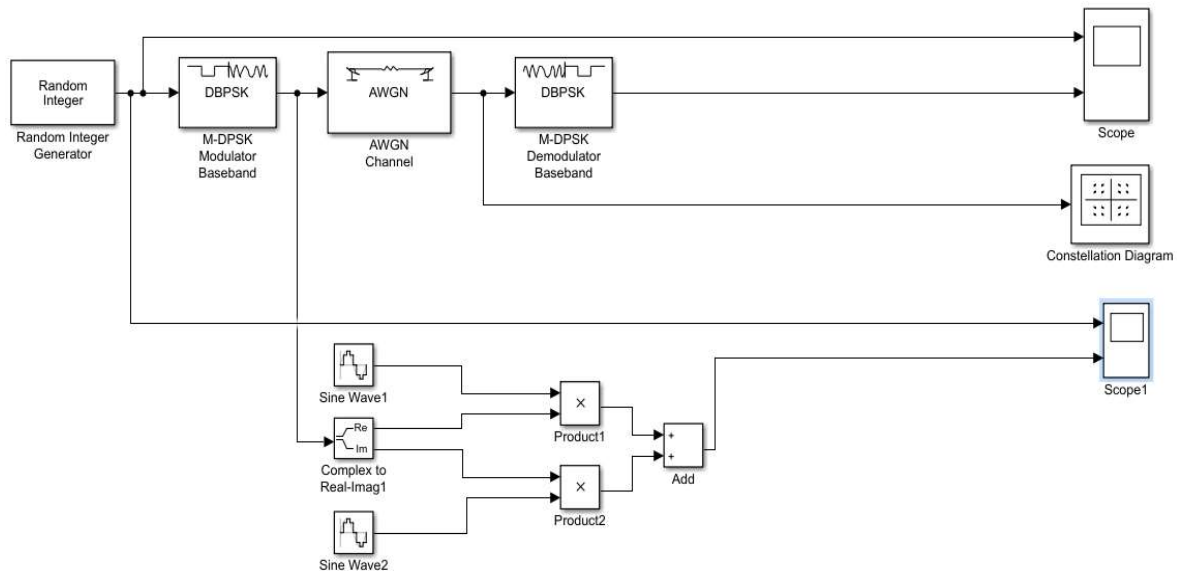 Random
Integer
Random Integer
Generator
DBPSK
M-DPSK
Modulator
Baseband
AWGN
AWGN
Channel
DBPSK
M-DPSK
Demodulator
Baseband
Scope
Constellation Diagram
Scope1
Sine Wave1
Re
Im
Complex to
Real-Imag1
Sine Wave2
×
Product1
×
Product2
+
+
Add